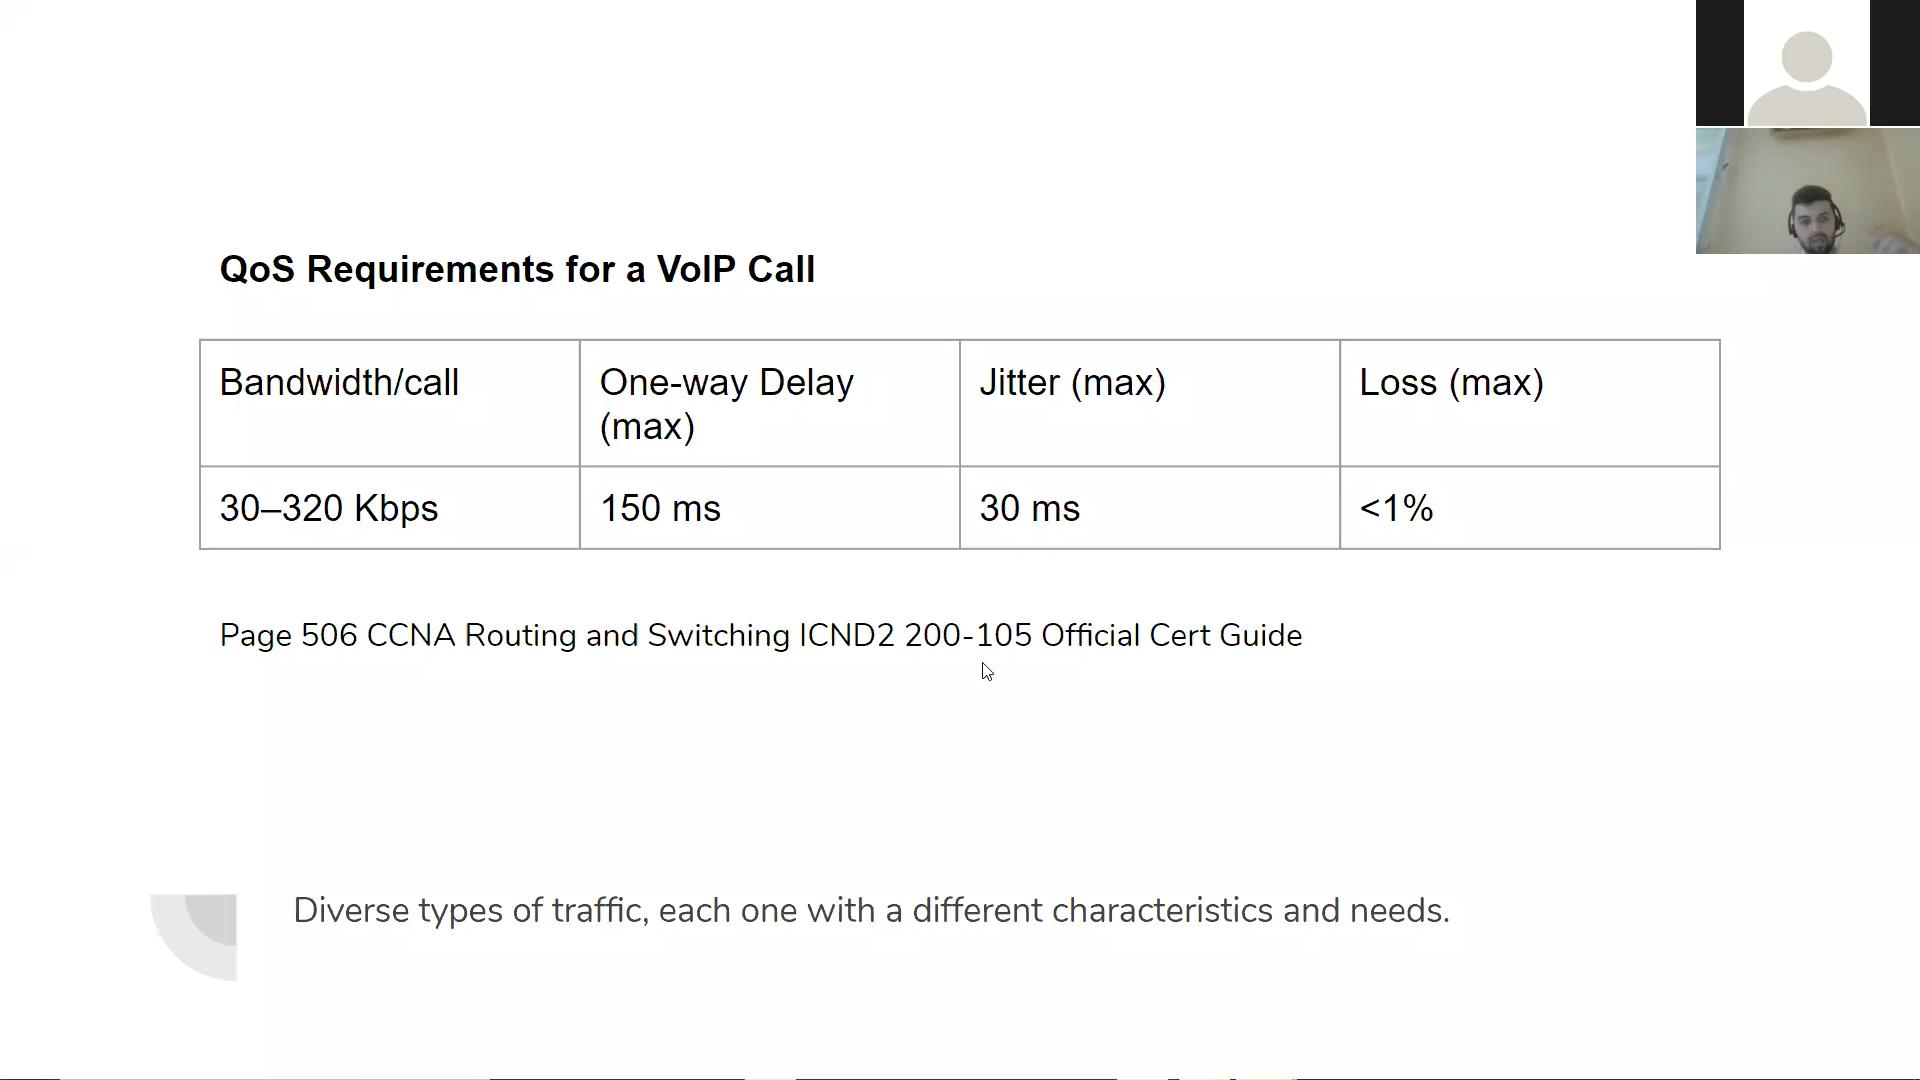 QoS Requirements for a VoIP Call
Bandwidth/call
One-way Delay
(max)
Jitter (max)
Loss (max)
30–320 Kbps
150 ms
30 ms
<1%
Page 506 CCNA Routing and Switching ICND2 200-105 Official Cert Guide
Diverse types of traffic, each one with a different characteristics and needs.